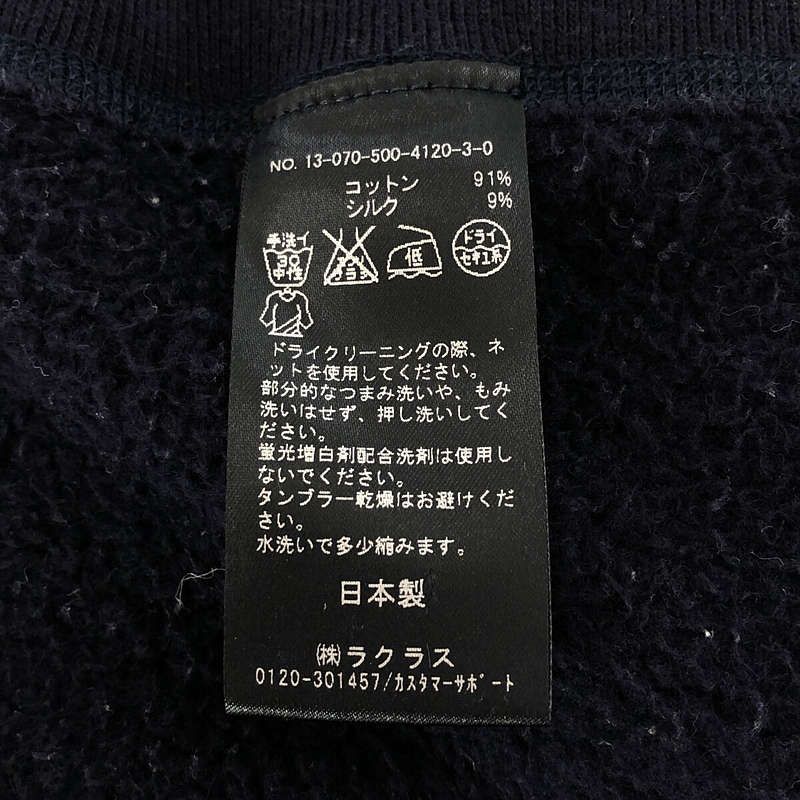 NO. 13-070-500-4120-3-0
コットン 91%
シルク 9%
手洗イ
30
中性
エンソ
サラシ
低
ドライ
セキユ系
ドライクリーニングの際、ネ
ットを使用してください。
部分的なつまみ洗いや、もみ
洗いはせず、押し洗いしてく
ださい。
蛍光増白剤配合洗剤は使用し
ないでください。
タンブラー乾燥はお避けくだ
さい。
水洗いで多少縮みます。
日本製
㈱ラクラス
0120-301457/カスタマーサポート